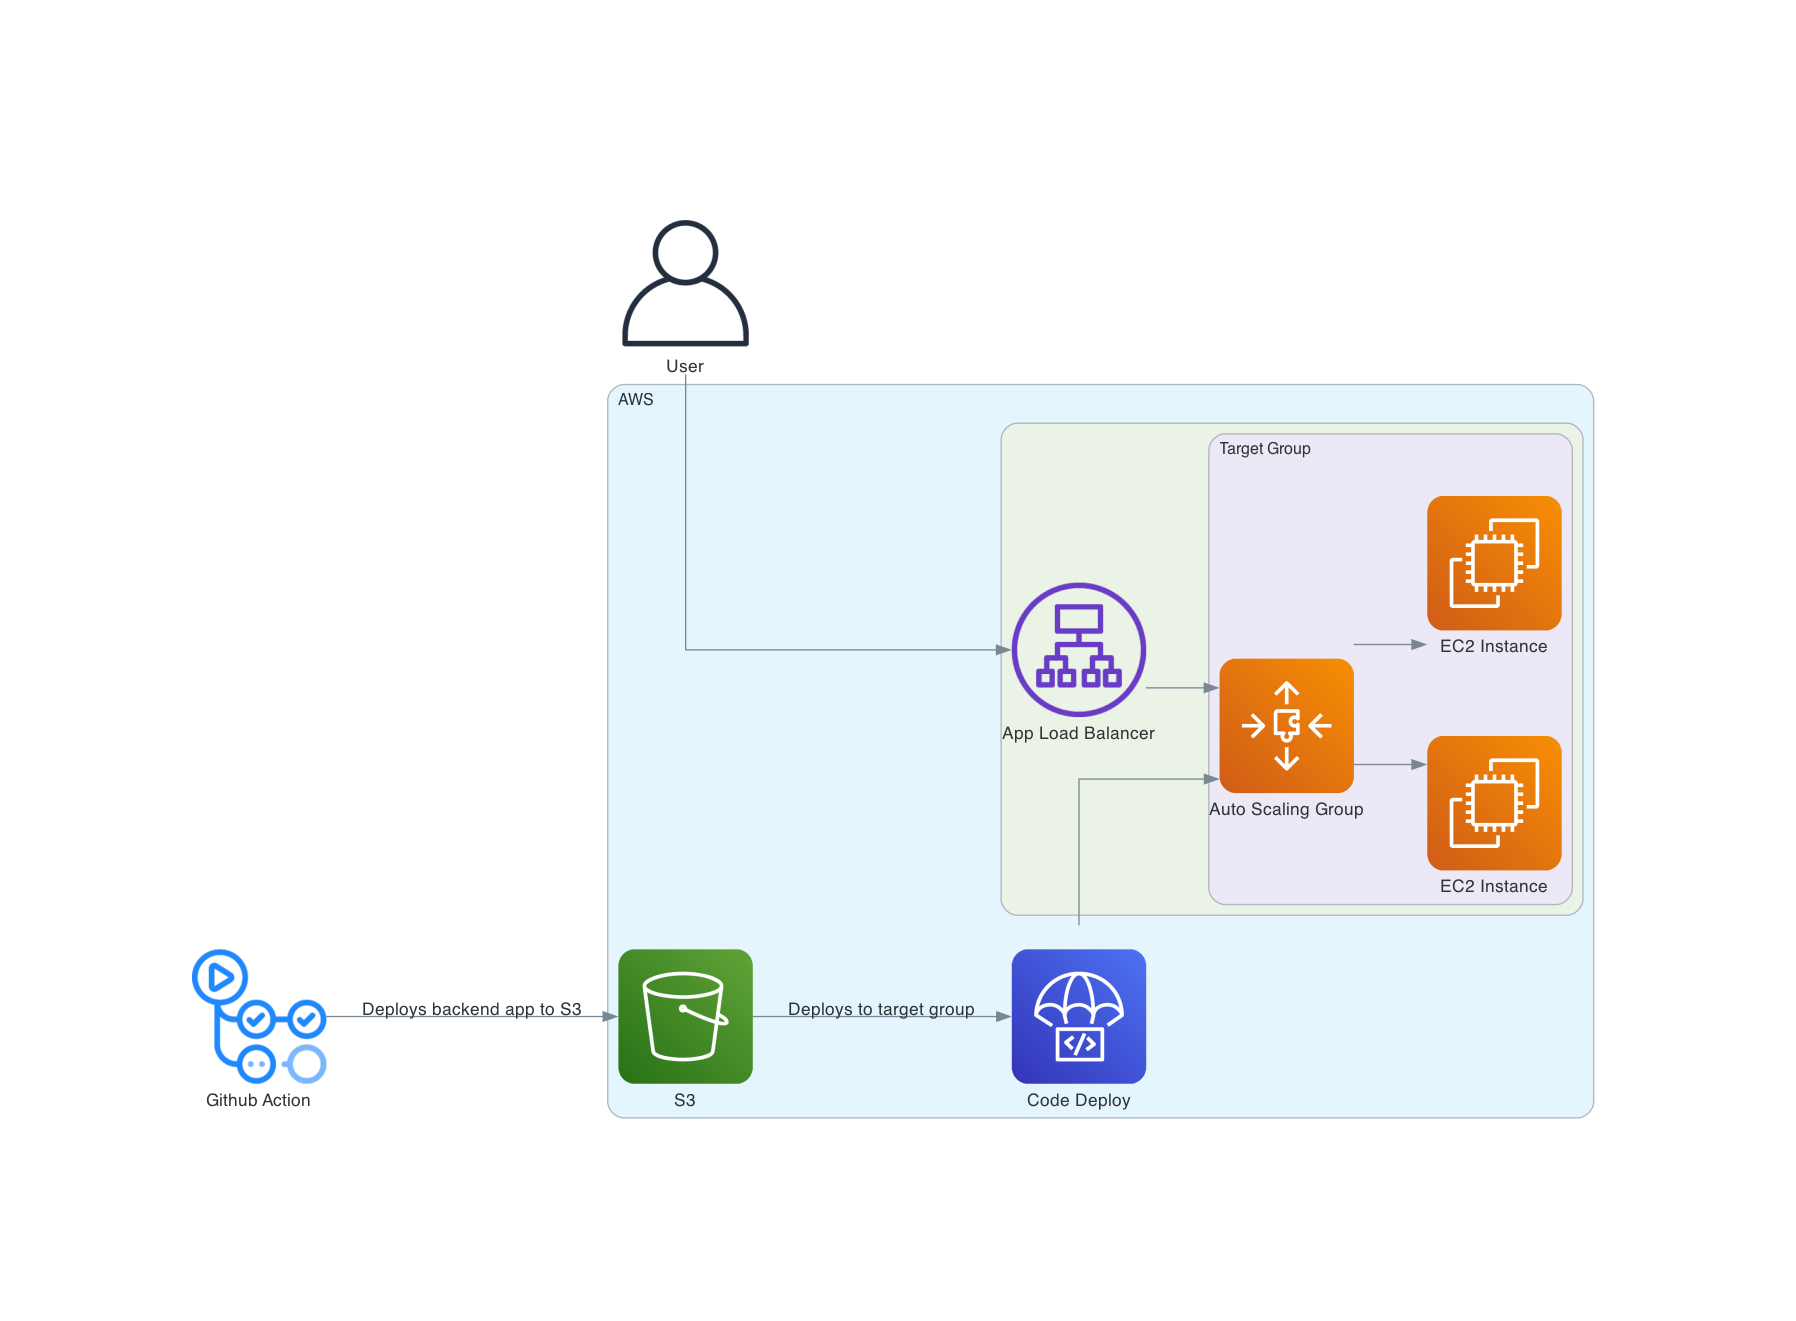 User
AWS
Target Group
EC2 Instance
App Load Balancer
Auto Scaling Group
EC2 Instance
Deploys backend app to S3
Deploys to target group
Github Action
S3
Code Deploy